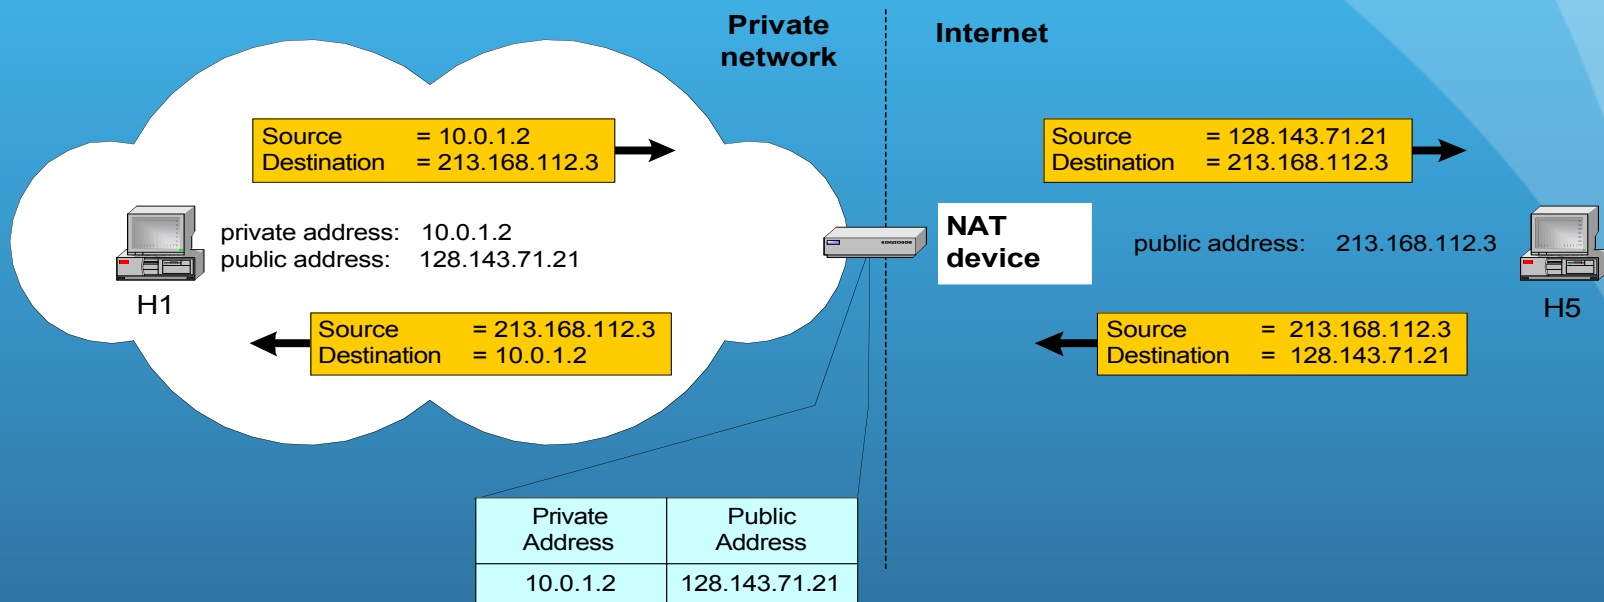 Private
network
Internet
Source = 10.0.1.2
Destination = 213.168.112.3
Source = 128.143.71.21
Destination = 213.168.112.3
private address: 10.0.1.2
public address: 128.143.71.21
H1
NAT
device
public address: 213.168.112.3
H5
Source = 213.168.112.3
Destination = 10.0.1.2
Source = 213.168.112.3
Destination = 128.143.71.21
Private
Address
Public
Address
10.0.1.2
128.143.71.21